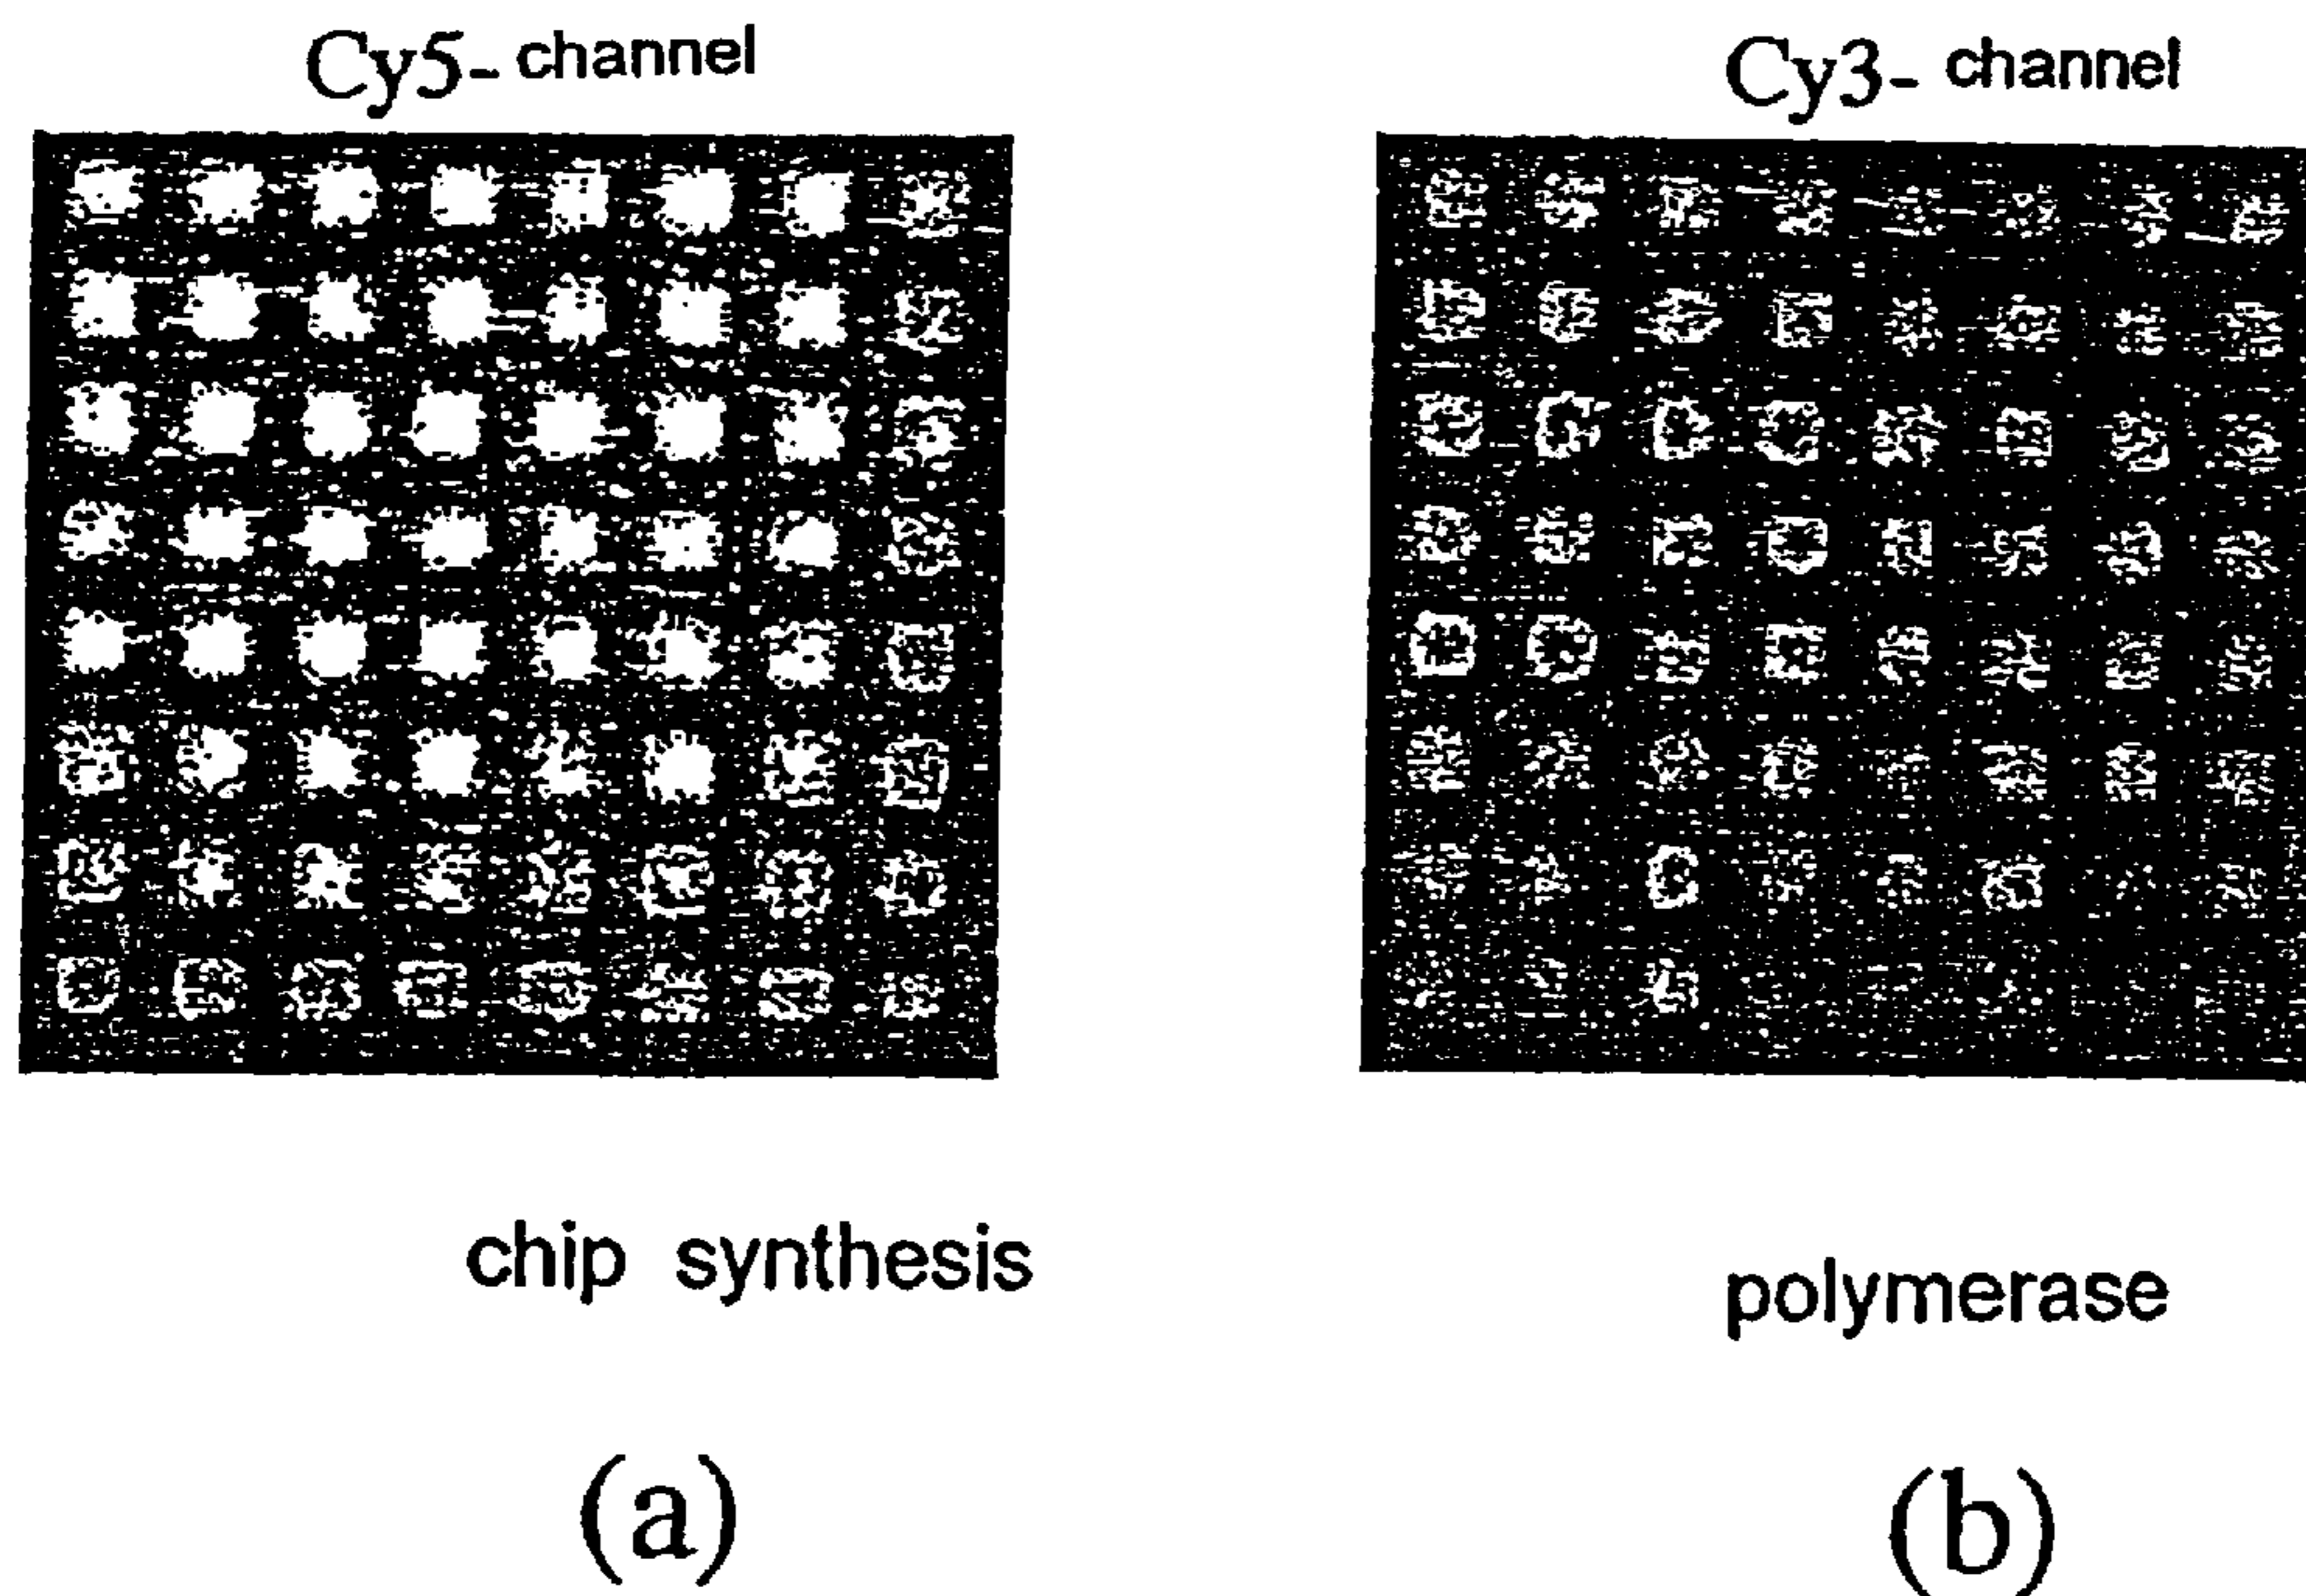 Cy5- channel
Cy3- channel
chip synthesis
polymerase
(a)
(b)